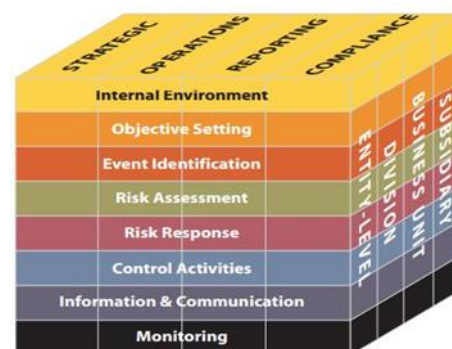 STRATEGIC
OPERATIONS
REPORTING
COMPLIANCE
Internal Environment
Objective Setting
Event Identification
Risk Assessment
Risk Response
Control Activities
Information & Communication
Monitoring
ENTITY-LEVEL
DIVISION
BUSINESS UNIT
SUBSIDIARY